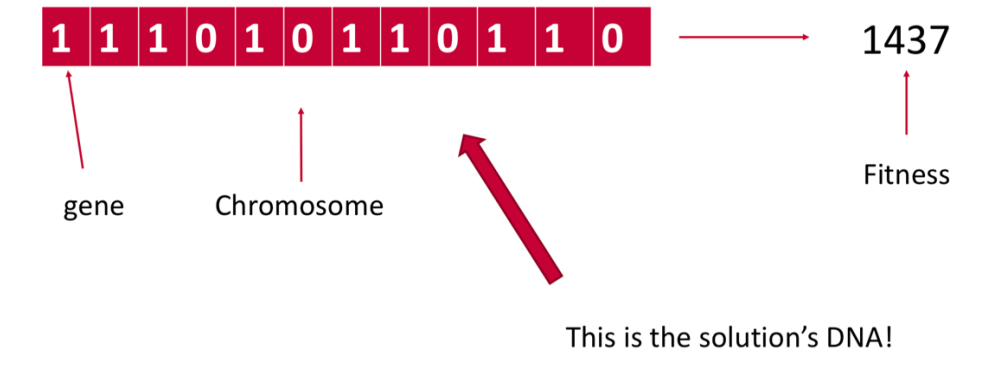 1 1 1 0 1 0 1 1 0 1 1 0
1437
Fitness
gene
Chromosome
This is the solution’s DNA!